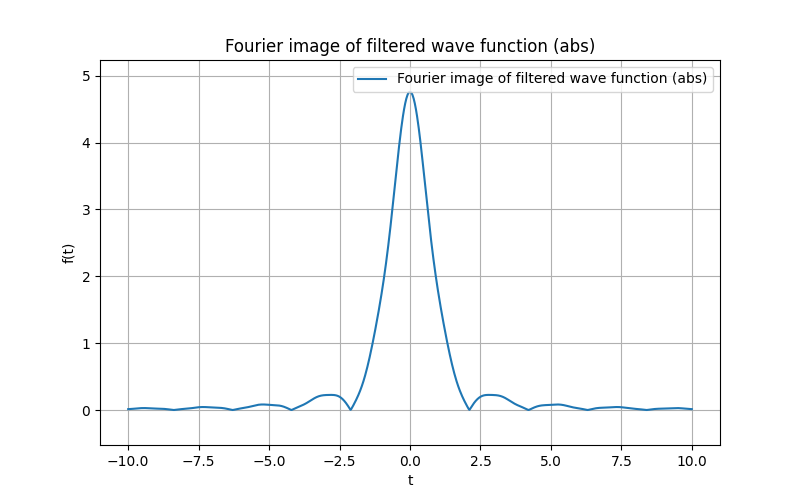 Fourier image of filtered wave function (abs)
Fourier image of filtered wave function (abs)
5
4
3
2
1
0
f(t)
−10.0 −7.5 −5.0 −2.5 0.0 2.5 5.0 7.5 10.0
t